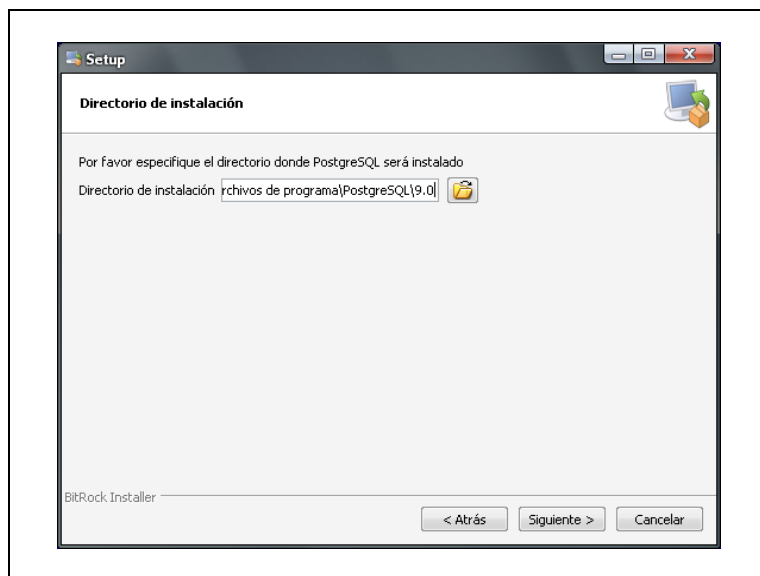 Setup
Directorio de instalación
Por favor especifique el directorio donde PostgreSQL será instalado
Directorio de instalación rchivos de programa\PostgreSQL\9.0
BitRock Installer
< Atrás Siguiente > Cancelar